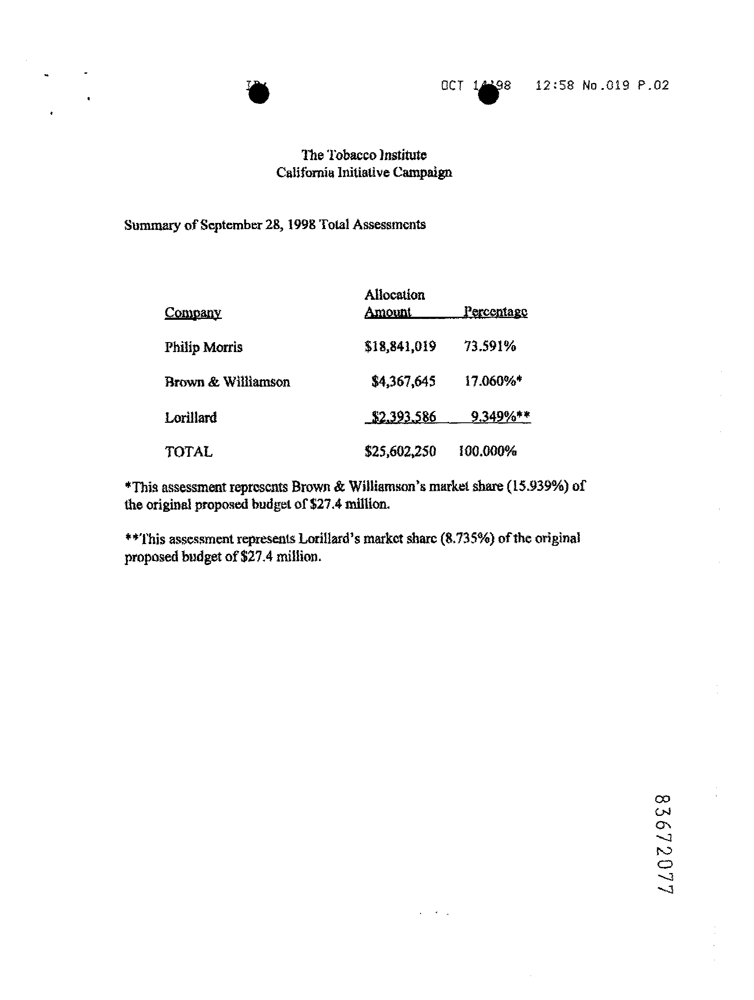 OCT 14'98 12:58 No.019 P.02
The Tobacco Institute
California Initiative Campaign
Summary of September 28, 1998 Total Assessments
Allocation
Company Amount Percentage
Philip Morris $18,841,019 73.591%
Brown & Williamson $4,367,645 17.060%*
Lorillard $2,393,586 9.349%**
TOTAL $25,602,250 100.000%
*This assessment represents Brown & Williamson's market share (15.939%) of
the original proposed budget of $27.4 million.
**This assessment represents Lorillard's market share (8.735%) of the original
proposed budget of $27.4 million.
83672077